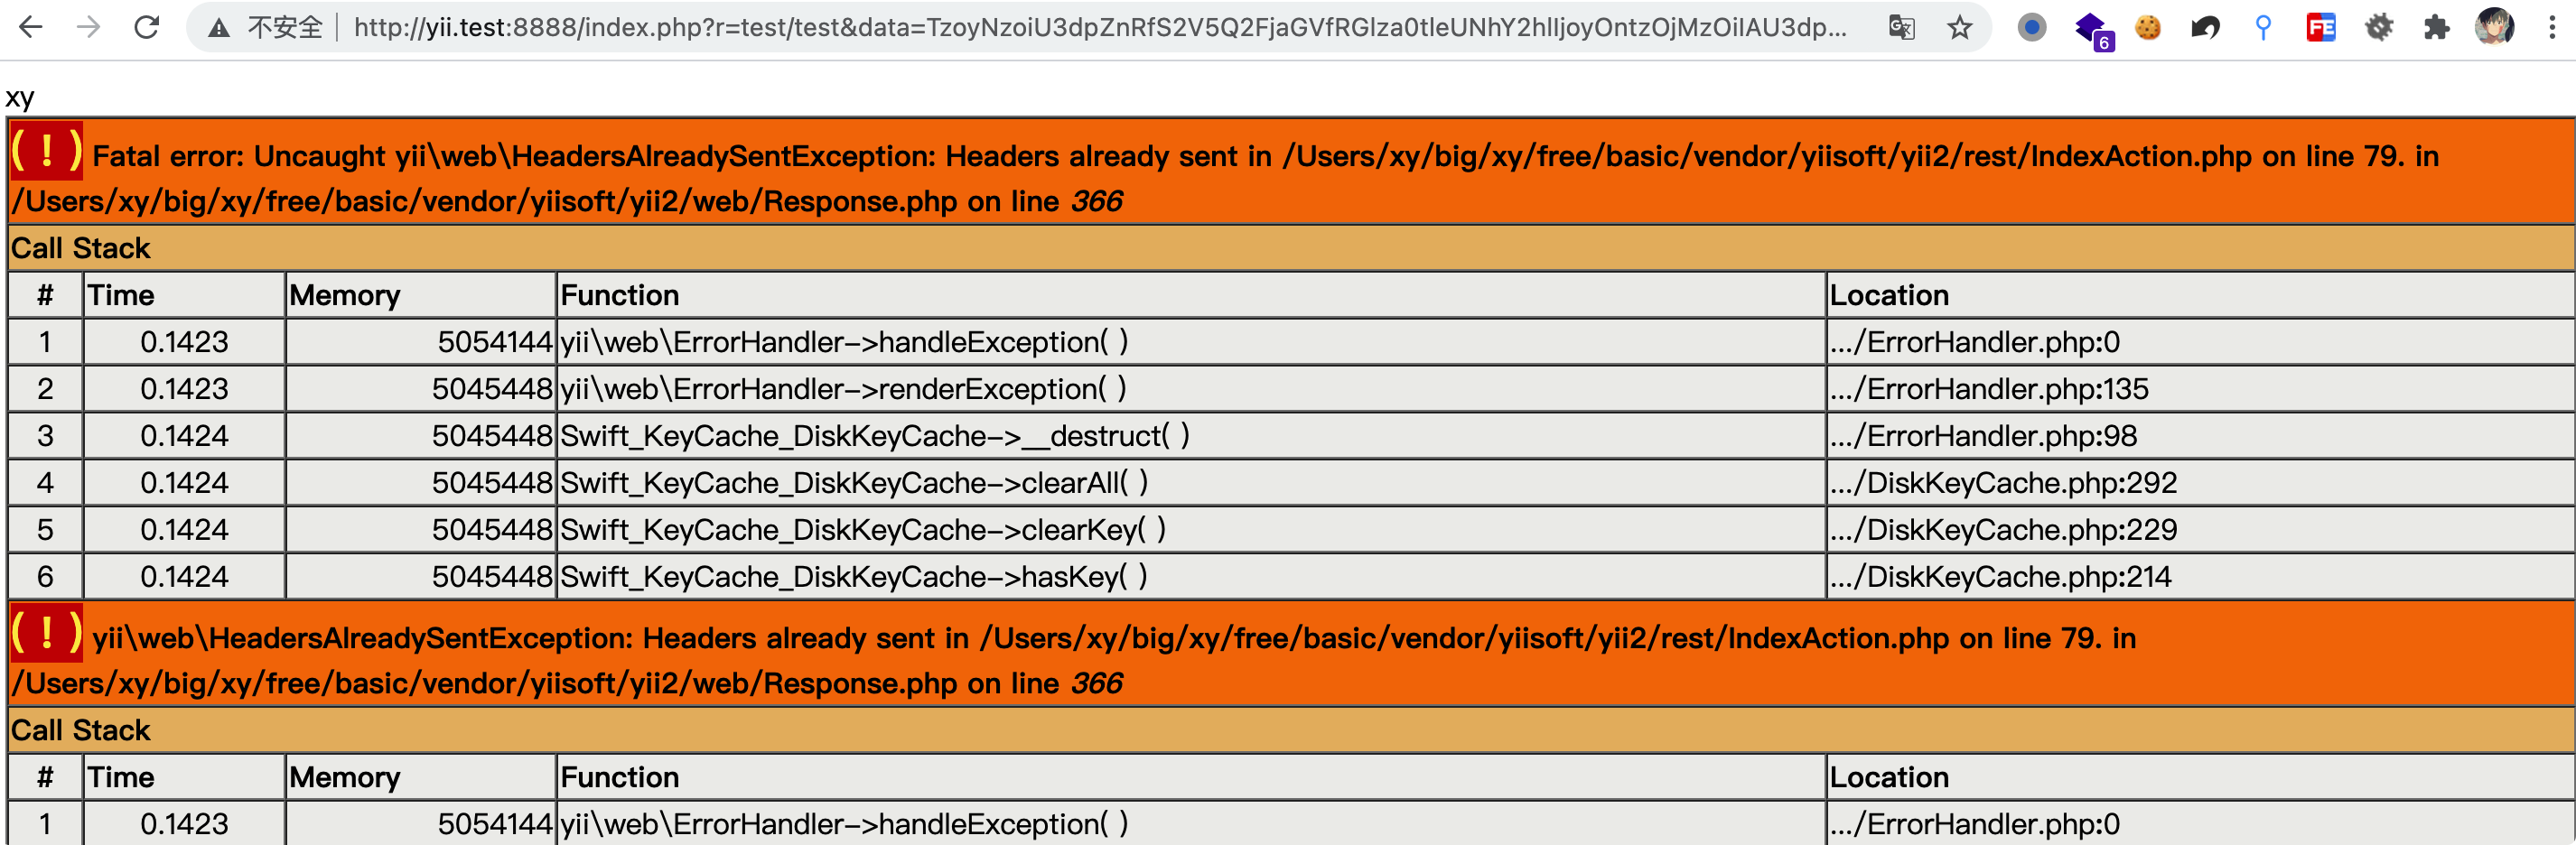 不安全 http://yii.test:8888/index.php?r=test/test&data=TzoyNzoiU3dpZnRfS2V5Q2FjaGVfRGlza0tleUNhY2hlIjoyOntzOjMzOiIAU3dp...
6
FE
xy
( ! ) Fatal error: Uncaught yii\web\HeadersAlreadySentException: Headers already sent in /Users/xy/big/xy/free/basic/vendor/yiisoft/yii2/rest/IndexAction.php on line 79. in
/Users/xy/big/xy/free/basic/vendor/yiisoft/yii2/web/Response.php on line 366
Call Stack
# Time Memory Function Location
1 0.1423 5054144 yii\web\ErrorHandler->handleException( ) .../ErrorHandler.php:0
2 0.1423 5045448 yii\web\ErrorHandler->renderException( ) .../ErrorHandler.php:135
3 0.1424 5045448 Swift_KeyCache_DiskKeyCache->__destruct( ) .../ErrorHandler.php:98
4 0.1424 5045448 Swift_KeyCache_DiskKeyCache->clearAll( ) .../DiskKeyCache.php:292
5 0.1424 5045448 Swift_KeyCache_DiskKeyCache->clearKey( ) .../DiskKeyCache.php:229
6 0.1424 5045448 Swift_KeyCache_DiskKeyCache->hasKey( ) .../DiskKeyCache.php:214
( ! ) yii\web\HeadersAlreadySentException: Headers already sent in /Users/xy/big/xy/free/basic/vendor/yiisoft/yii2/rest/IndexAction.php on line 79. in
/Users/xy/big/xy/free/basic/vendor/yiisoft/yii2/web/Response.php on line 366
Call Stack
# Time Memory Function Location
1 0.1423 5054144 yii\web\ErrorHandler->handleException( ) .../ErrorHandler.php:0